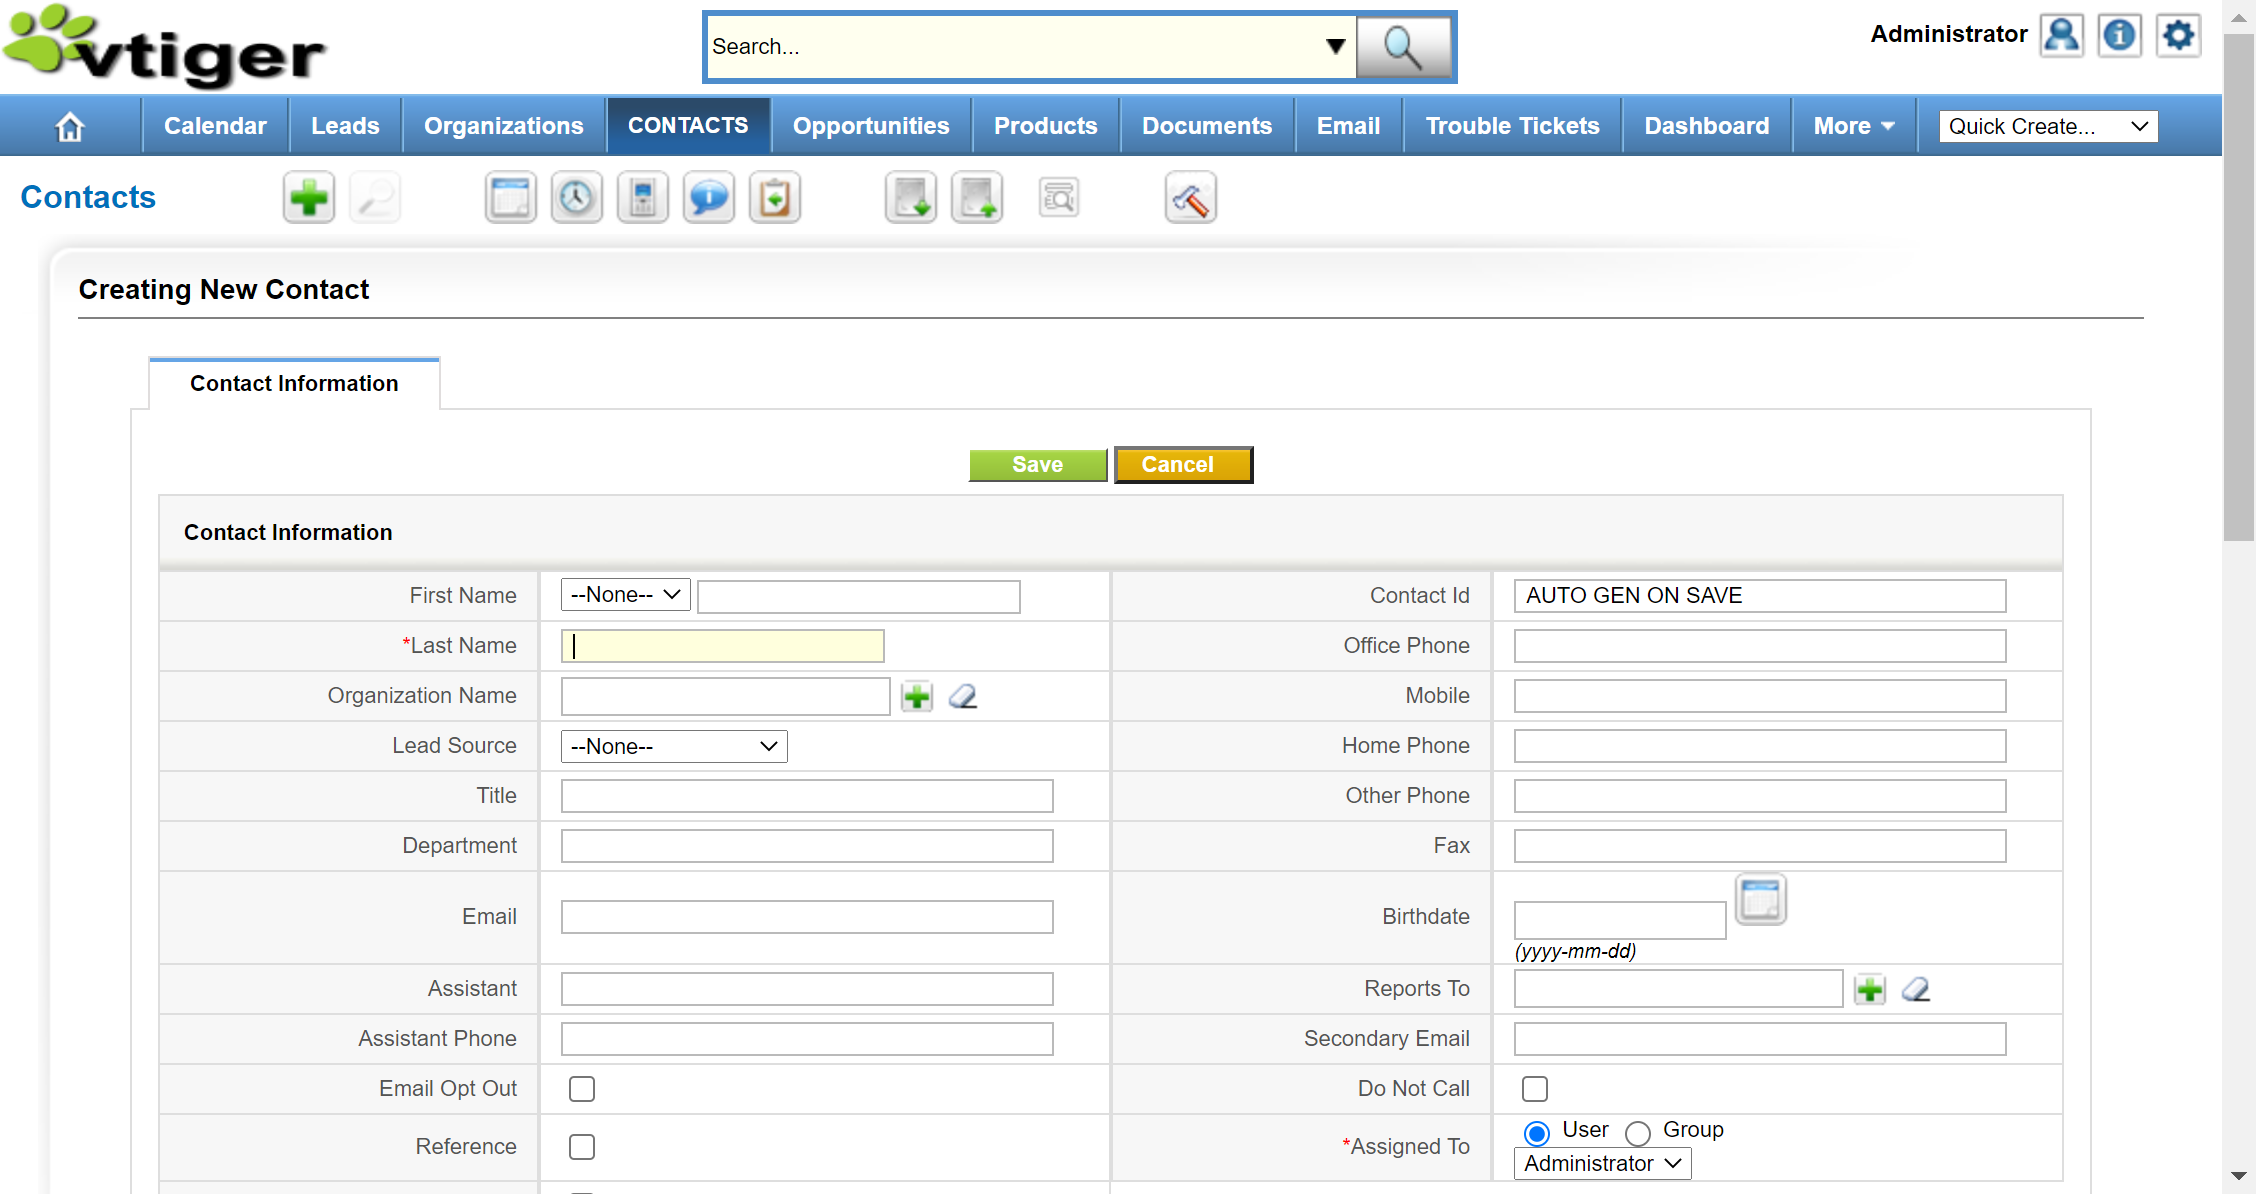 vtiger
Search...
Administrator
Calendar Leads Organizations CONTACTS Opportunities Products Documents Email Trouble Tickets Dashboard More Quick Create...
Contacts
Creating New Contact
Contact Information
Save Cancel
Contact Information
First Name --None-- Contact Id AUTO GEN ON SAVE
*Last Name Office Phone
Organization Name Mobile
Lead Source --None-- Home Phone
Title Other Phone
Department Fax
Email Birthdate
(yyyy-mm-dd)
Assistant Reports To
Assistant Phone Secondary Email
Email Opt Out Do Not Call
Reference *Assigned To User Group
Administrator